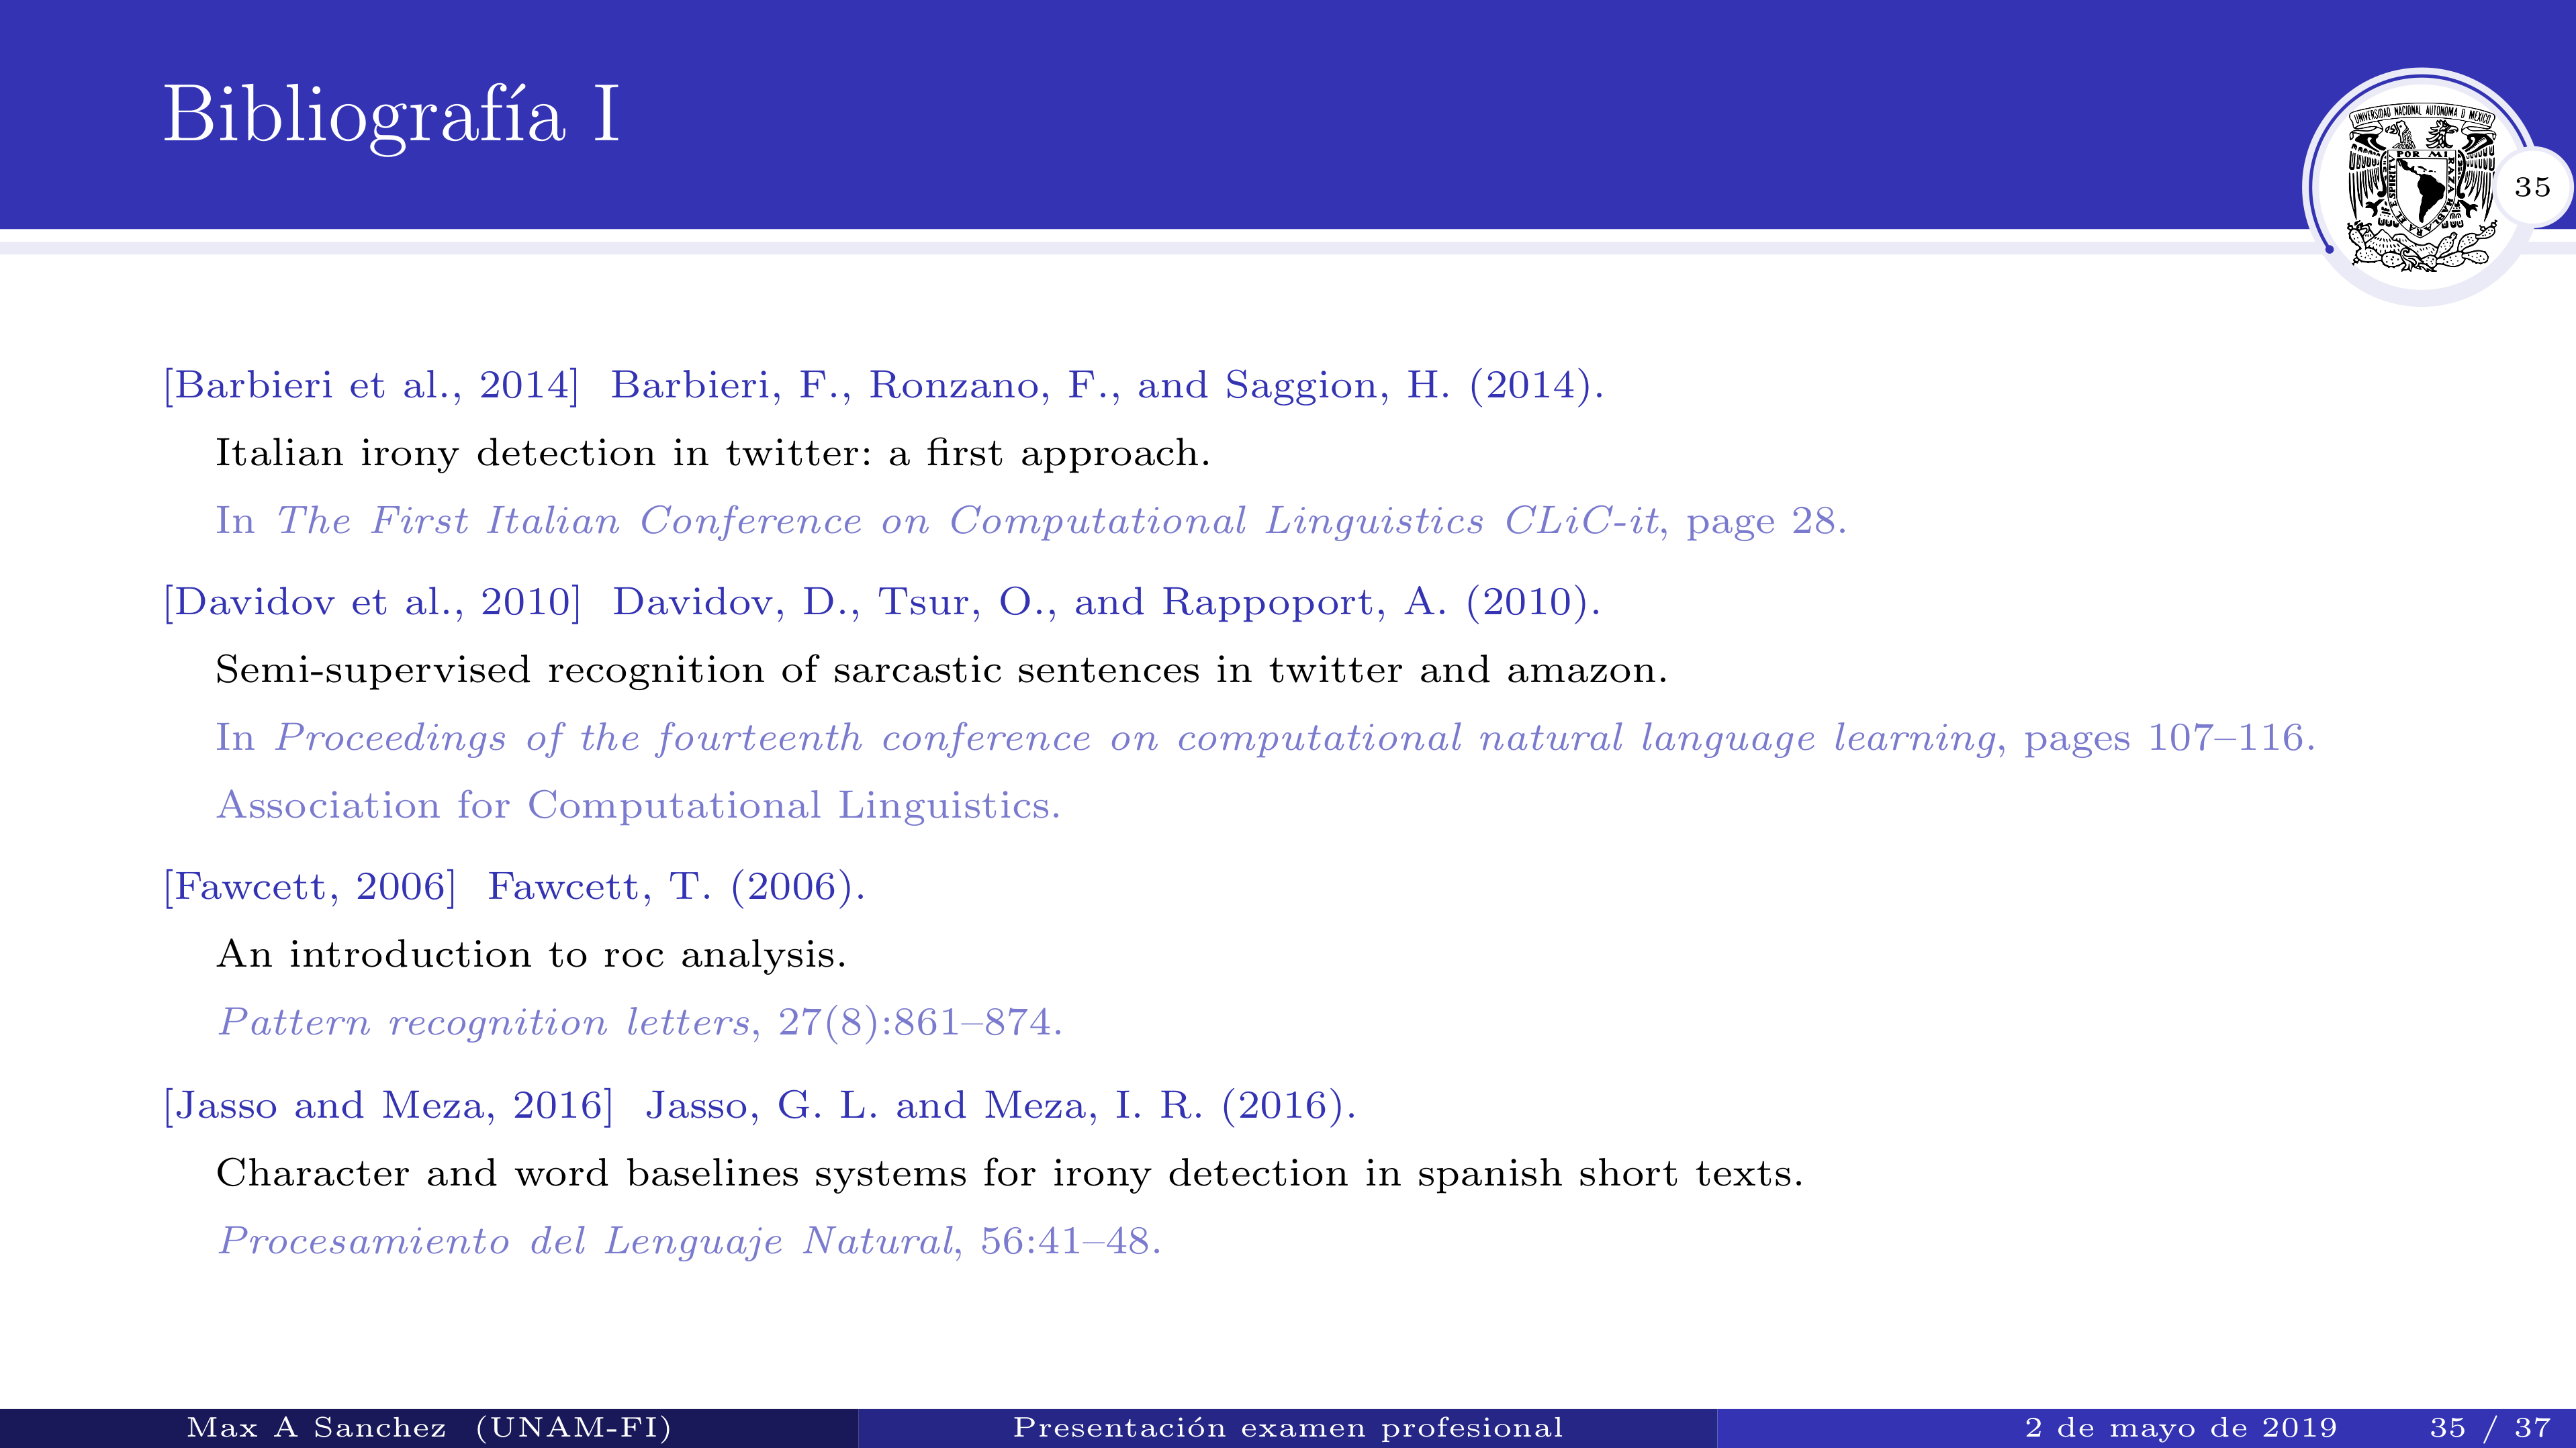 Bibliografía I
UNIVERSIDAD NACIONAL AUTONOMA D MEXICO
POR MI
RAZA
HABLA
RA
EL ESPIRITV
35
[Barbieri et al., 2014] Barbieri, F., Ronzano, F., and Saggion, H. (2014).
Italian irony detection in twitter: a first approach.
In The First Italian Conference on Computational Linguistics CLiC-it, page 28.
[Davidov et al., 2010] Davidov, D., Tsur, O., and Rappoport, A. (2010).
Semi-supervised recognition of sarcastic sentences in twitter and amazon.
In Proceedings of the fourteenth conference on computational natural language learning, pages 107–116.
Association for Computational Linguistics.
[Fawcett, 2006] Fawcett, T. (2006).
An introduction to roc analysis.
Pattern recognition letters, 27(8):861–874.
[Jasso and Meza, 2016] Jasso, G. L. and Meza, I. R. (2016).
Character and word baselines systems for irony detection in spanish short texts.
Procesamiento del Lenguaje Natural, 56:41–48.
Max A Sanchez (UNAM-FI)
Presentación examen profesional
2 de mayo de 2019
35 / 37